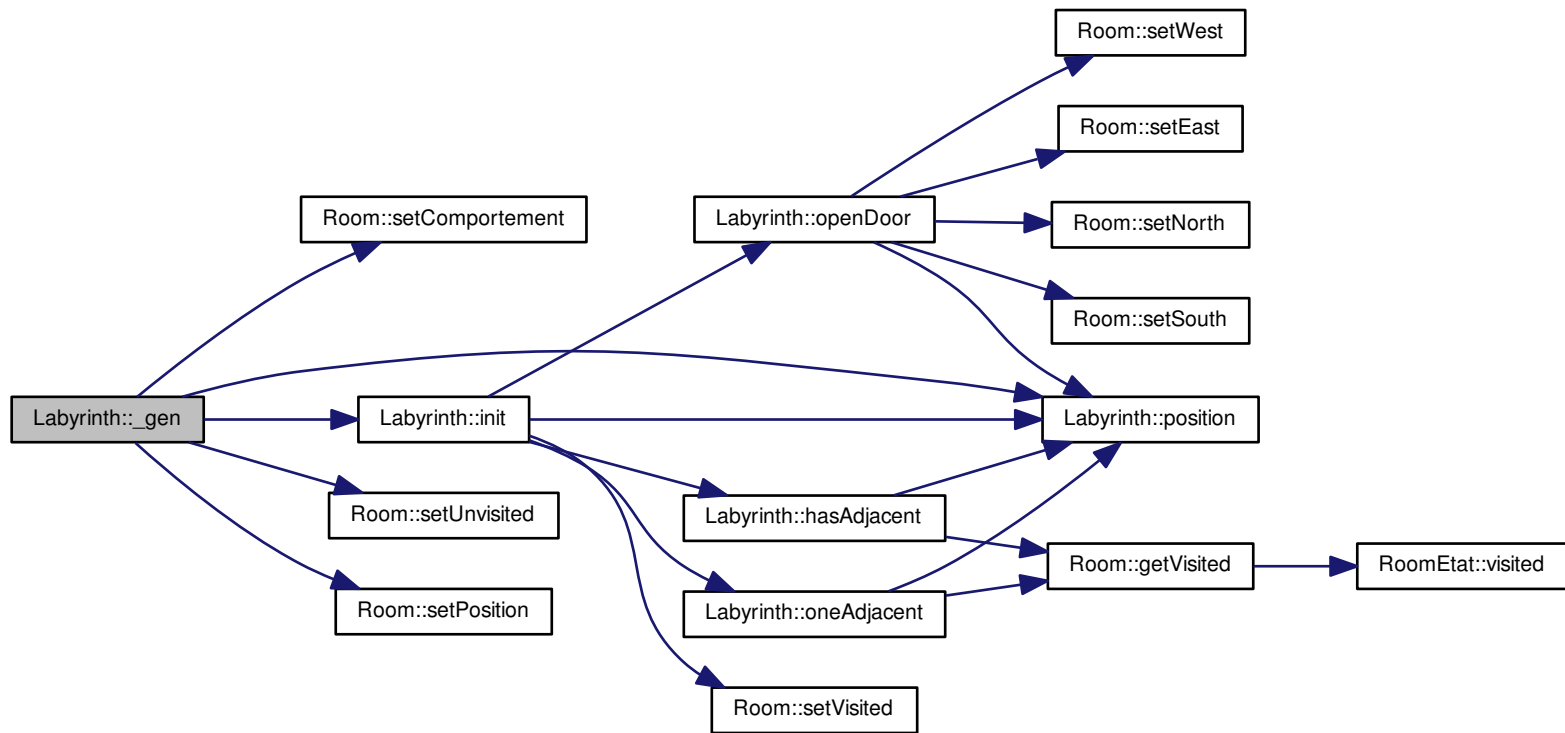 Room::setWest
Room::setEast
Room::setComportement
Labyrinth::openDoor
Room::setNorth
Room::setSouth
Labyrinth::_gen
Labyrinth::init
Labyrinth::position
Room::setUnvisited
Labyrinth::hasAdjacent
Room::getVisited
RoomEtat::visited
Room::setPosition
Labyrinth::oneAdjacent
Room::setVisited